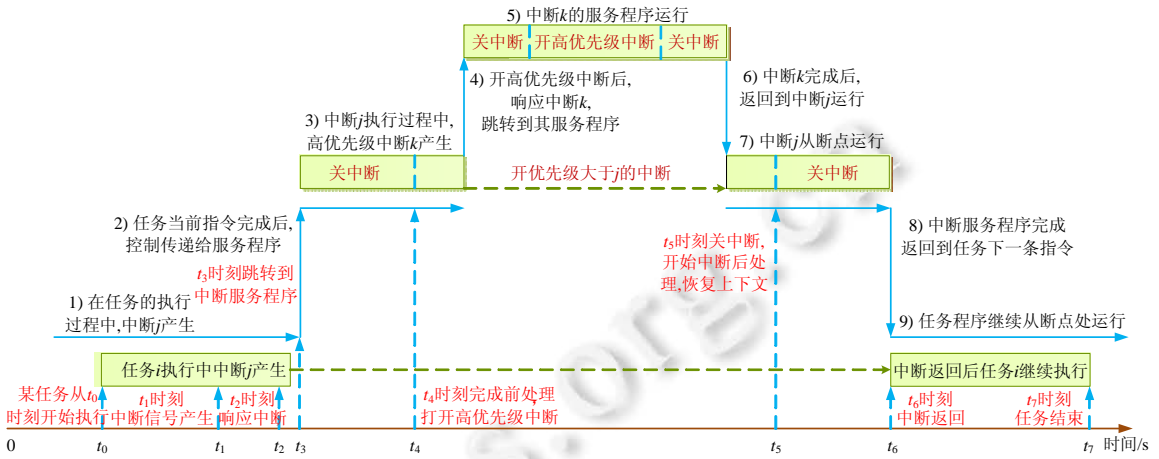 5) 中断k的服务程序运行
关中断
开高优先级中断
关中断
4) 开高优先级中断后,
响应中断k,
跳转到其服务程序
6) 中断k完成后,
返回到中断j运行
3) 中断j执行过程中,
高优先级中断k产生
7) 中断j从断点运行
关中断
开优先级大于j的中断
关中断
2) 任务当前指令完成后,
控制传递给服务程序
t3时刻跳转到
中断服务程序
t5时刻关中断,
开始中断后处
理,恢复上下文
8) 中断服务程序完成
返回到任务下一条指令
1) 在任务的执行
过程中,中断j产生
9) 任务程序继续从断点处运行
任务i执行中中断j产生
中断返回后任务i继续执行
某任务从t0
时刻开始执行
t1时刻
中断信号产生
t2时刻
响应中断
t4时刻完成前处理
打开高优先级中断
t6时刻
中断返回
t7时刻
任务结束
0
t0
t1
t2
t3
t4
t5
t6
t7
时间/s
s.org.cn